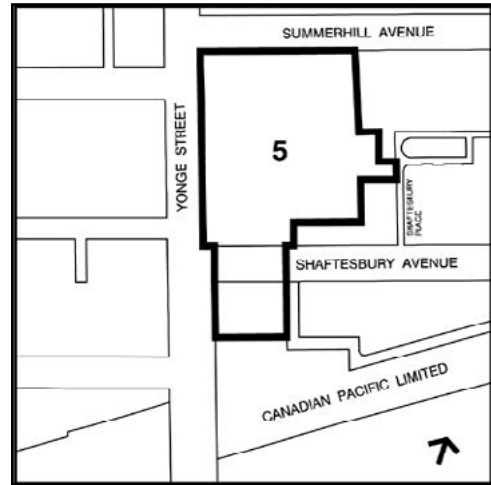 SUMMERHILL AVENUE
YONGE STREET
5
SHAFTESBURY
PLACE
SHAFTESBURY AVENUE
CANADIAN PACIFIC LIMITED